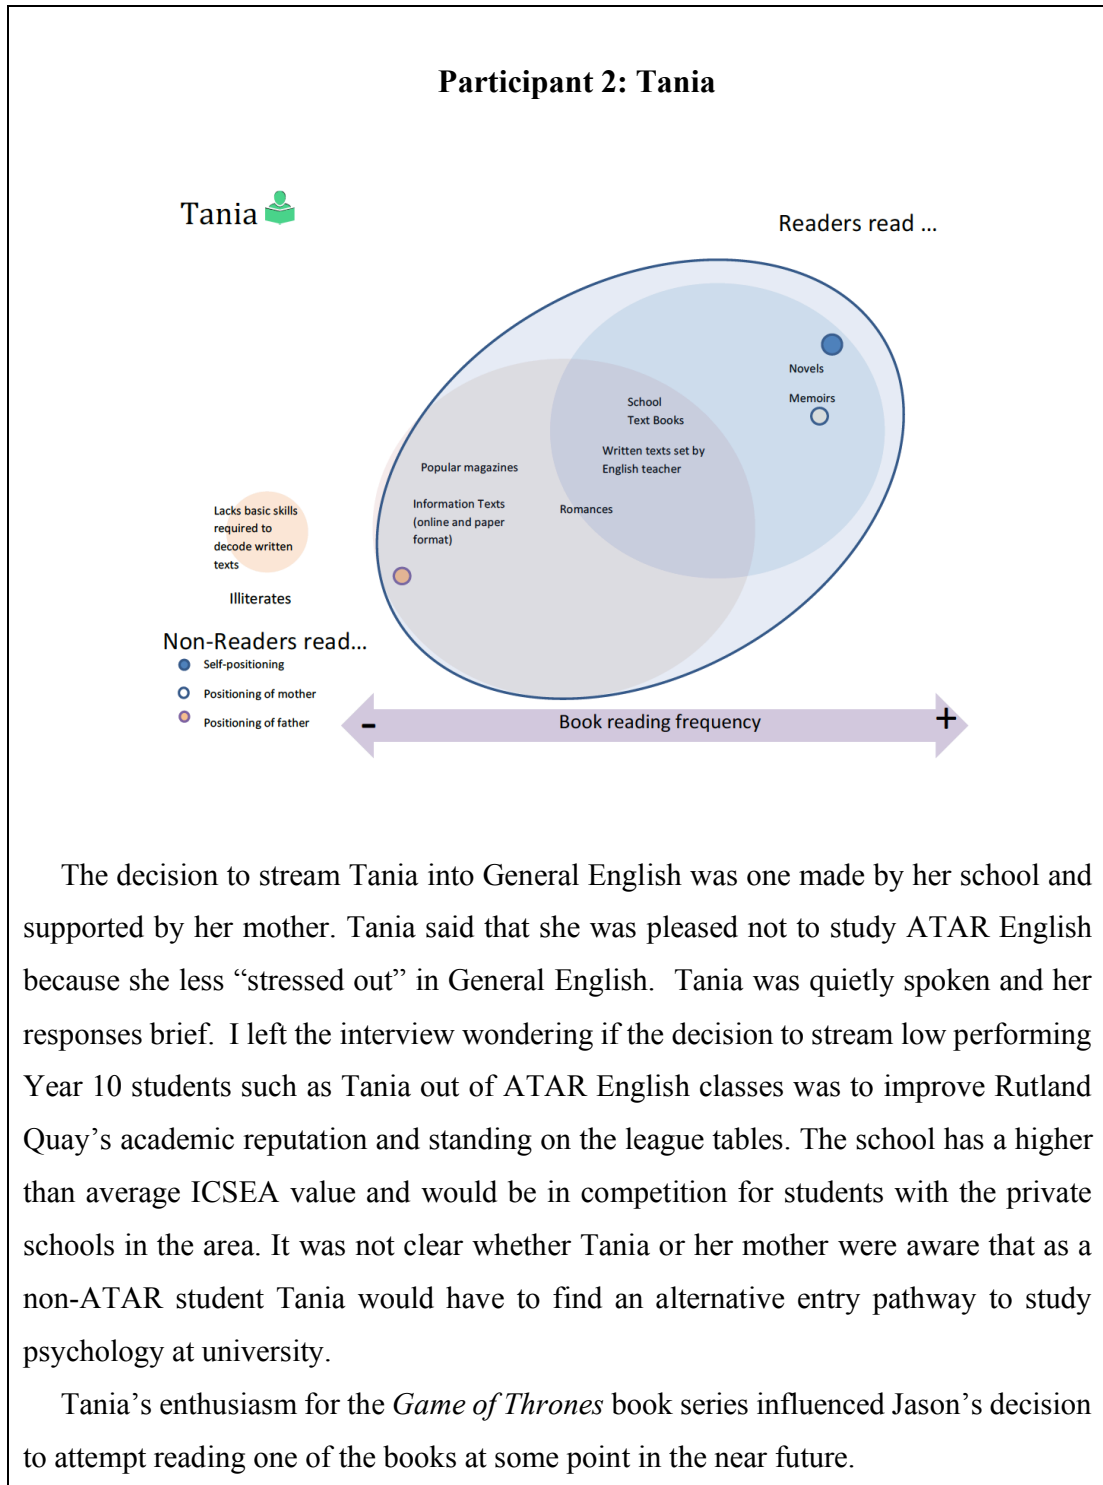 Participant 2: Tania
Tania
Readers read ...
Novels
Memoirs
School
Text Books
Written texts set by
English teacher
Popular magazines
Information Texts
(online and paper
format)
Romances
Lacks basic skills
required to
decode written
texts
Illiterates
Non-Readers read...
Self-positioning
Positioning of mother
Positioning of father
- Book reading frequency +
The decision to stream Tania into General English was one made by her school and
supported by her mother. Tania said that she was pleased not to study ATAR English
because she less “stressed out” in General English.  Tania was quietly spoken and her
responses brief.  I left the interview wondering if the decision to stream low performing
Year 10 students such as Tania out of ATAR English classes was to improve Rutland
Quay’s academic reputation and standing on the league tables. The school has a higher
than average ICSEA value and would be in competition for students with the private
schools in the area. It was not clear whether Tania or her mother were aware that as a
non-ATAR student Tania would have to find an alternative entry pathway to study
psychology at university.
Tania’s enthusiasm for the Game of Thrones book series influenced Jason’s decision
to attempt reading one of the books at some point in the near future.